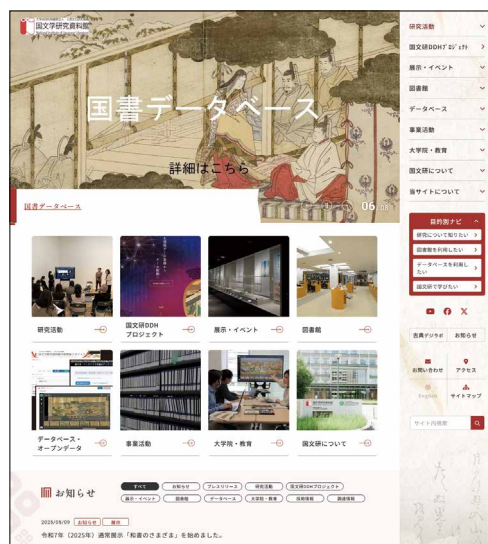 国文学研究資料館
国書データベース
詳細はこちら
国書データベース
06/08
研究活動
国文研DDHプロジェクト
展示・イベント
図書館
データベース
事業活動
大学院・教育
国文研について
当サイトについて
目的別ナビ
研究について知りたい
図書館を利用したい
データベースを利用し
たい
国文研で学びたい
古典デジラボ
お知らせ
お問い合わせ
アクセス
English
サイトマップ
サイト内検索
研究活動
国文研DDH
プロジェクト
展示・イベント
図書館
データベース・
オープンデータ
事業活動
大学院・教育
国文研について
お知らせ
すべて
お知らせ
プレスリリース
研究活動
国文研DDHプロジェクト
展示・イベント
図書館
データベース
大学院・教育
採用情報
調達情報
2025/09/09 お知らせ 展示
令和7年（2025年）通常展示「和書のさまざま」を始めました。